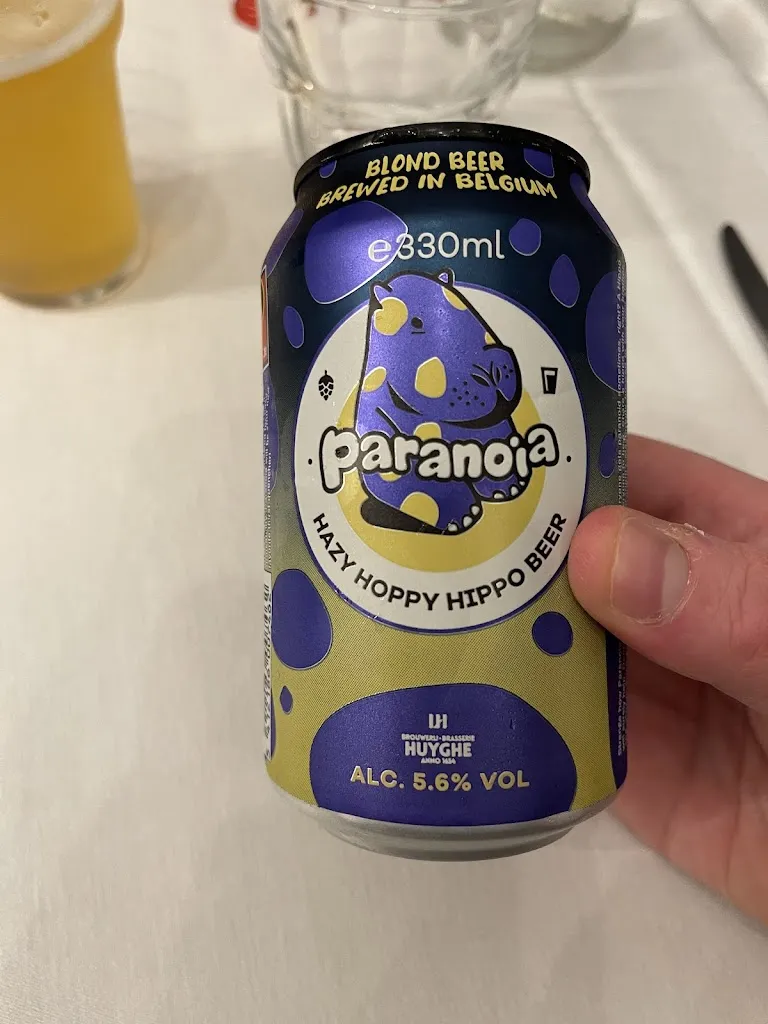 BLOND BEER
BREWED IN BELGIUM
e330ml
paranoia
HAZY HOPPY HIPPO BEER
BROUWERIJ-BRASSERIE
HUYGHE
ANNO 1654
ALC. 5.6% VOL